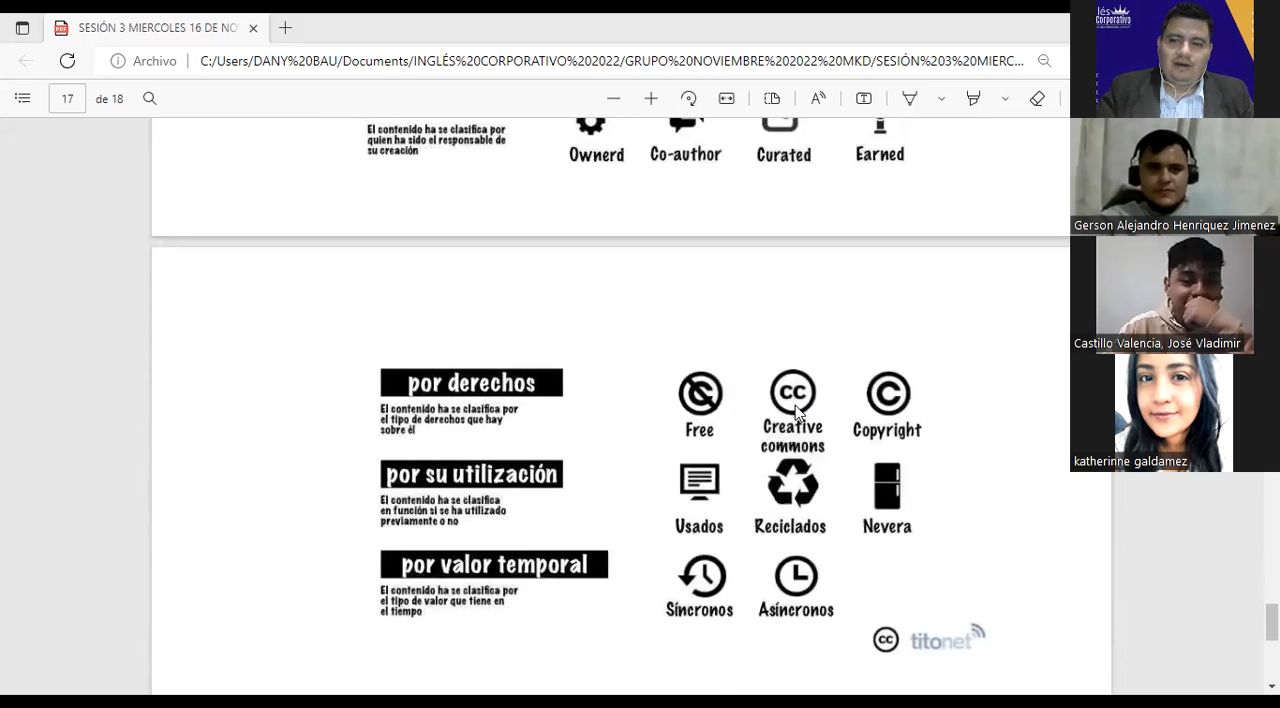 SESIÓN 3 MIERCOLES 16 DE NO
Archivo
C:/Users/DANY%20BAU/Documents/INGLÉS%20CORPORATIVO%202022/GRUPO%20NOVIEMBRE%202022%20MKD/SESIÓN%203%20MIERC...
17
de 18
El contenido ha se clasifica por
quien ha sido el responsable de
su creación
Ownerd
Co-author
Curated
Earned
por derechos
El contenido ha se clasifica por
el tipo de derechos que hay
sobre él
Free
CC
Creative
commons
Copyright
por su utilización
El contenido ha se clasifica
en función si se ha utilizado
previamente o no
Usados
Reciclados
Nevera
por valor temporal
El contenido ha se clasifica por
el tipo de valor que tiene en
el tiempo
Síncronos
Asíncronos
cc titonet
lés
Corporativo
Gerson Alejandro Henriquez Jimenez
Castillo Valencia, José Vladimir
katherinne galdamez